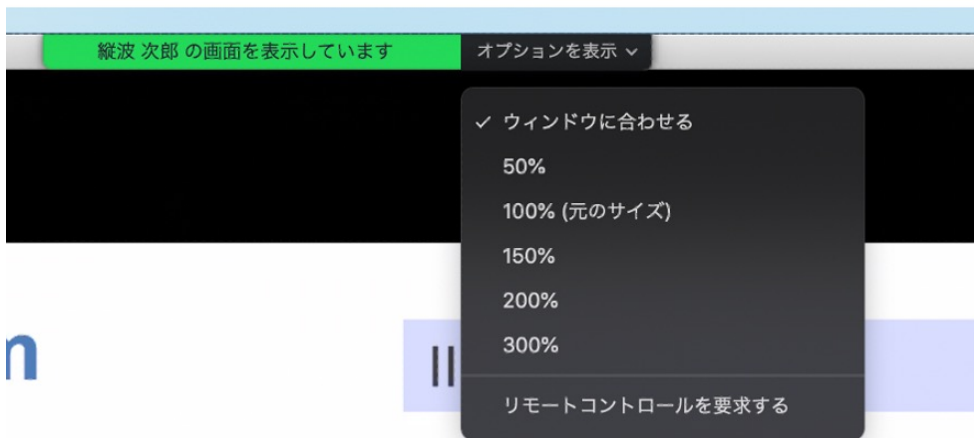 縦波 次郎 の画面を表示しています
オプションを表示
ウィンドウに合わせる
50%
100% (元のサイズ)
150%
200%
300%
リモートコントロールを要求する